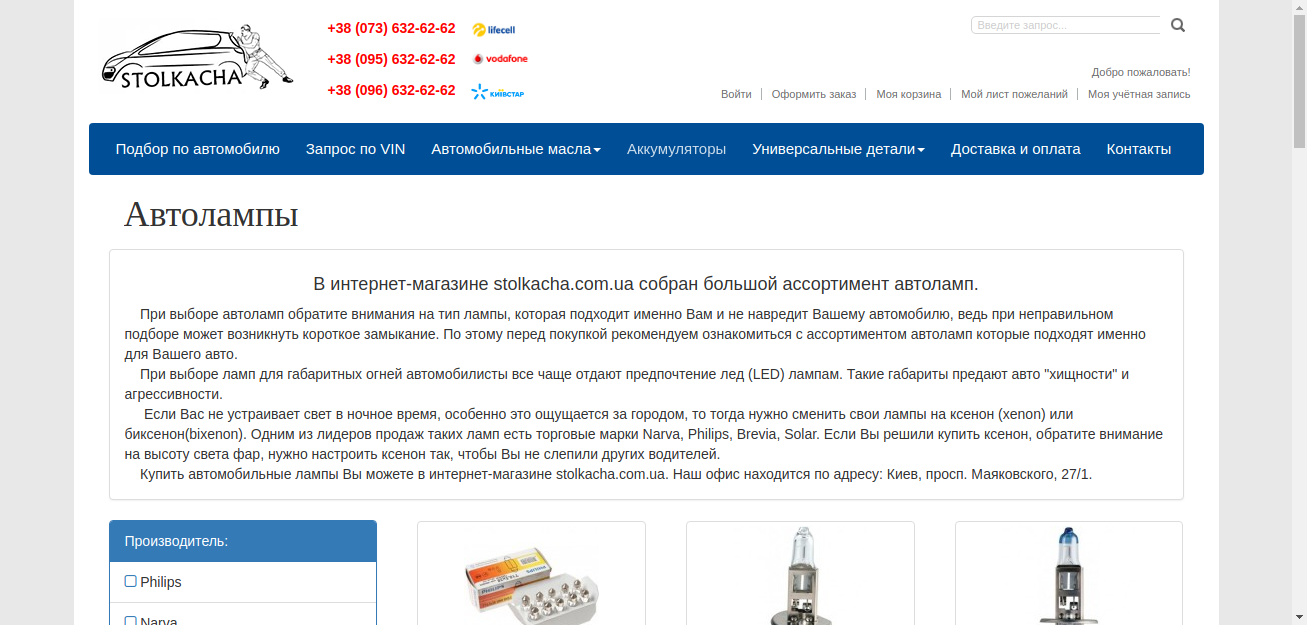 STOLKACHA
+38 (073) 632-62-62 lifecell
+38 (095) 632-62-62 vodafone
+38 (096) 632-62-62 КИЇВСТАР
Введите запрос...
Добро пожаловать!
Войти Оформить заказ Моя корзина Мой лист пожеланий Моя учётная запись
Подбор по автомобилю Запрос по VIN Автомобильные масла Аккумуляторы Универсальные детали Доставка и оплата Контакты
Автолампы
В интернет-магазине stolkacha.com.ua собран большой ассортимент автоламп.
При выборе автоламп обратите внимания на тип лампы, которая подходит именно Вам и не навредит Вашему автомобилю, ведь при неправильном
подборе может возникнуть короткое замыкание. По этому перед покупкой рекомендуем ознакомиться с ассортиментом автоламп которые подходят именно
для Вашего авто.
При выборе ламп для габаритных огней автомобилисты все чаще отдают предпочтение лед (LED) лампам. Такие габариты предают авто "хищности" и
агрессивности.
Если Вас не устраивает свет в ночное время, особенно это ощущается за городом, то тогда нужно сменить свои лампы на ксенон (xenon) или
биксенон(bixenon). Одним из лидеров продаж таких ламп есть торговые марки Narva, Philips, Brevia, Solar. Если Вы решили купить ксенон, обратите внимание
на высоту света фар, нужно настроить ксенон так, чтобы Вы не слепили других водителей.
Купить автомобильные лампы Вы можете в интернет-магазине stolkacha.com.ua. Наш офис находится по адресу: Киев, просп. Маяковского, 27/1.
Производитель:
Philips
Narva